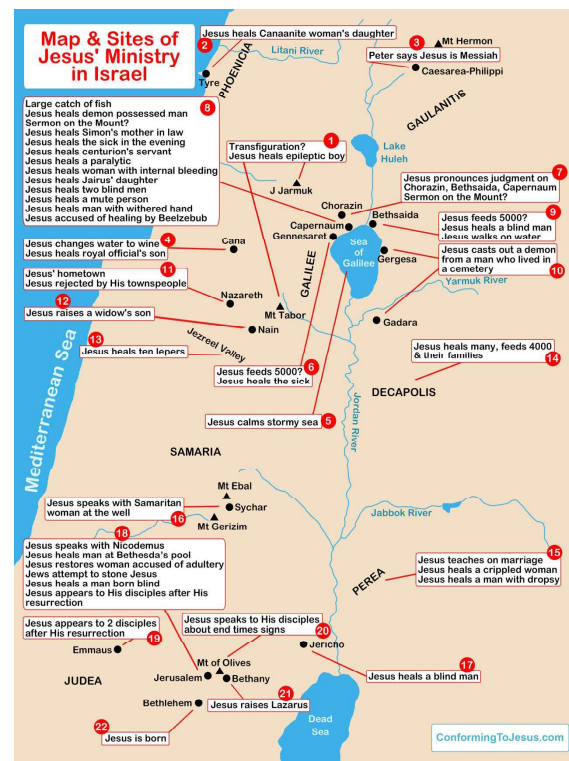 Map & Sites of
Jesus' Ministry
in Israel
2
Jesus heals Canaanite woman's daughter
Litani River
PHOENICIA
Tyre
3
Mt Hermon
Peter says Jesus is Messiah
Caesarea-Philippi
GAULANITIS
8
Large catch of fish
Jesus heals demon possessed man
Sermon on the Mount?
Jesus heals Simon's mother in law
Jesus heals the sick in the evening
Jesus heals centurion's servant
Jesus heals a paralytic
Jesus heals woman with internal bleeding
Jesus heals Jairus' daughter
Jesus heals two blind men
Jesus heals a mute person
Jesus heals man with withered hand
Jesus accused of healing by Beelzebub
1
Transfiguration?
Jesus heals epileptic boy
J Jarmuk
Lake
Huleh
7
Jesus pronounces judgment on
Chorazin, Bethsaida, Capernaum
Sermon on the Mount?
Chorazin
Bethsaida
Capernaum
Gennesaret
9
Jesus feeds 5000?
Jesus heals a blind man
Jesus walks on water
Sea
of
Galilee
Gergesa
Jesus casts out a demon
from a man who lived in
a cemetery
10
Yarmuk River
4
Jesus changes water to wine
Jesus heals royal official's son
Cana
GALILEE
11
Jesus' hometown
Jesus rejected by His townspeople
Nazareth
Mt Tabor
12
Jesus raises a widow's son
Nain
Gadara
13
Jesus heals ten lepers
Jezreel Valley
6
Jesus feeds 5000?
Jesus heals the sick
Jesus heals many, feeds 4000
& their families
14
DECAPOLIS
Jesus calms stormy sea
5
Jordan River
Mediterranean Sea
SAMARIA
Mt Ebal
Jesus speaks with Samaritan
woman at the well
16
Sychar
Mt Gerizim
Jabbok River
18
Jesus speaks with Nicodemus
Jesus heals man at Bethesda's pool
Jesus restores woman accused of adultery
Jews attempt to stone Jesus
Jesus heals a man born blind
Jesus appears to His disciples after His
resurrection
15
Jesus teaches on marriage
Jesus heals a crippled woman
Jesus heals a man with dropsy
PEREA
Jesus appears to 2 disciples
after His resurrection
19
Emmaus
Jesus speaks to His disciples
about end times signs
20
Jericho
17
Jesus heals a blind man
Mt of Olives
Jerusalem
Bethany
JUDEA
21
Jesus raises Lazarus
Bethlehem
22
Jesus is born
Dead
Sea
ConformingToJesus.com